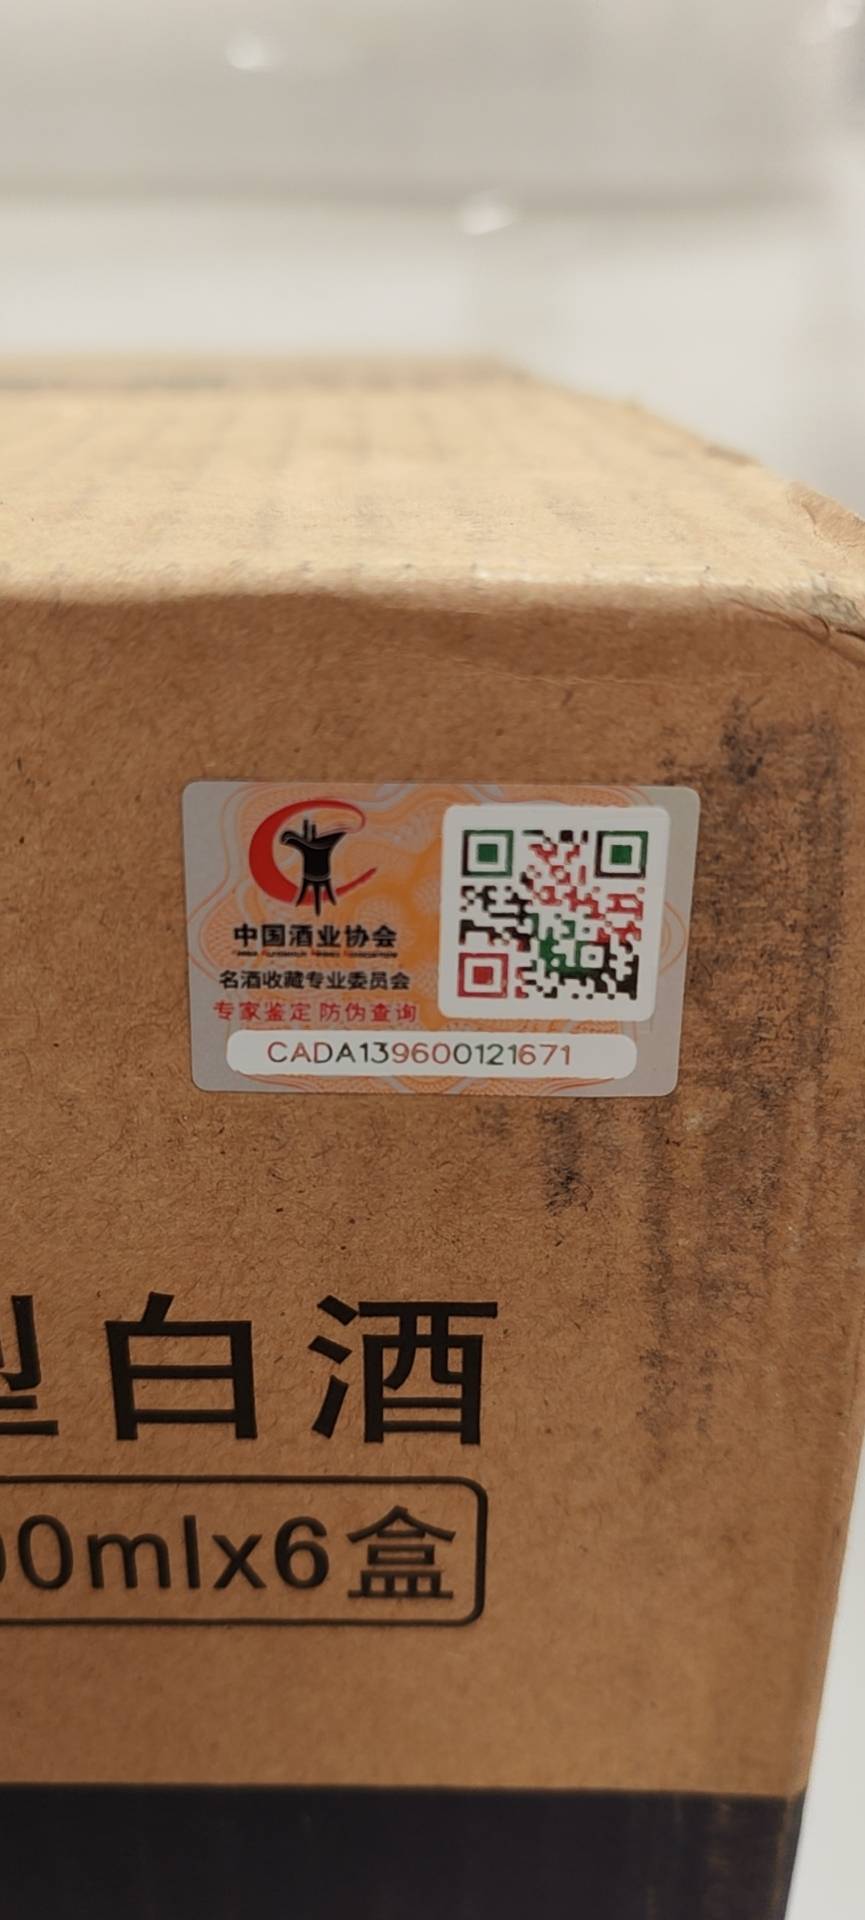 中国酒业协会
名酒收藏专业委员会
专家鉴定 防伪查询
CADA139600121671
型白酒
00mlx6盒